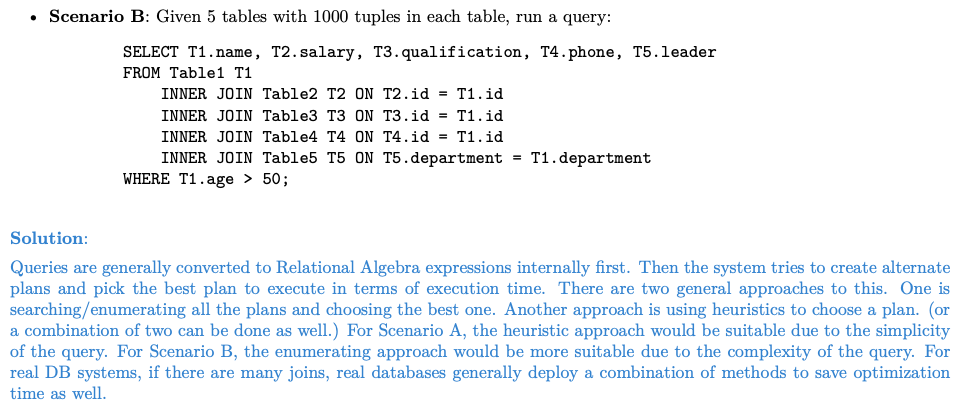 • Scenario B: Given 5 tables with 1000 tuples in each table, run a query:
SELECT T1.name, T2.salary, T3.qualification, T4.phone, T5.leader
FROM Table1 T1
INNER JOIN Table2 T2 ON T2.id = T1.id
INNER JOIN Table3 T3 ON T3.id = T1.id
INNER JOIN Table4 T4 ON T4.id = T1.id
INNER JOIN Table5 T5 ON T5.department = T1.department
WHERE T1.age > 50;
Solution:
Queries are generally converted to Relational Algebra expressions internally first. Then the system tries to create alternate
plans and pick the best plan to execute in terms of execution time. There are two general approaches to this. One is
searching/enumerating all the plans and choosing the best one. Another approach is using heuristics to choose a plan. (or
a combination of two can be done as well.) For Scenario A, the heuristic approach would be suitable due to the simplicity
of the query. For Scenario B, the enumerating approach would be more suitable due to the complexity of the query. For
real DB systems, if there are many joins, real databases generally deploy a combination of methods to save optimization
time as well.